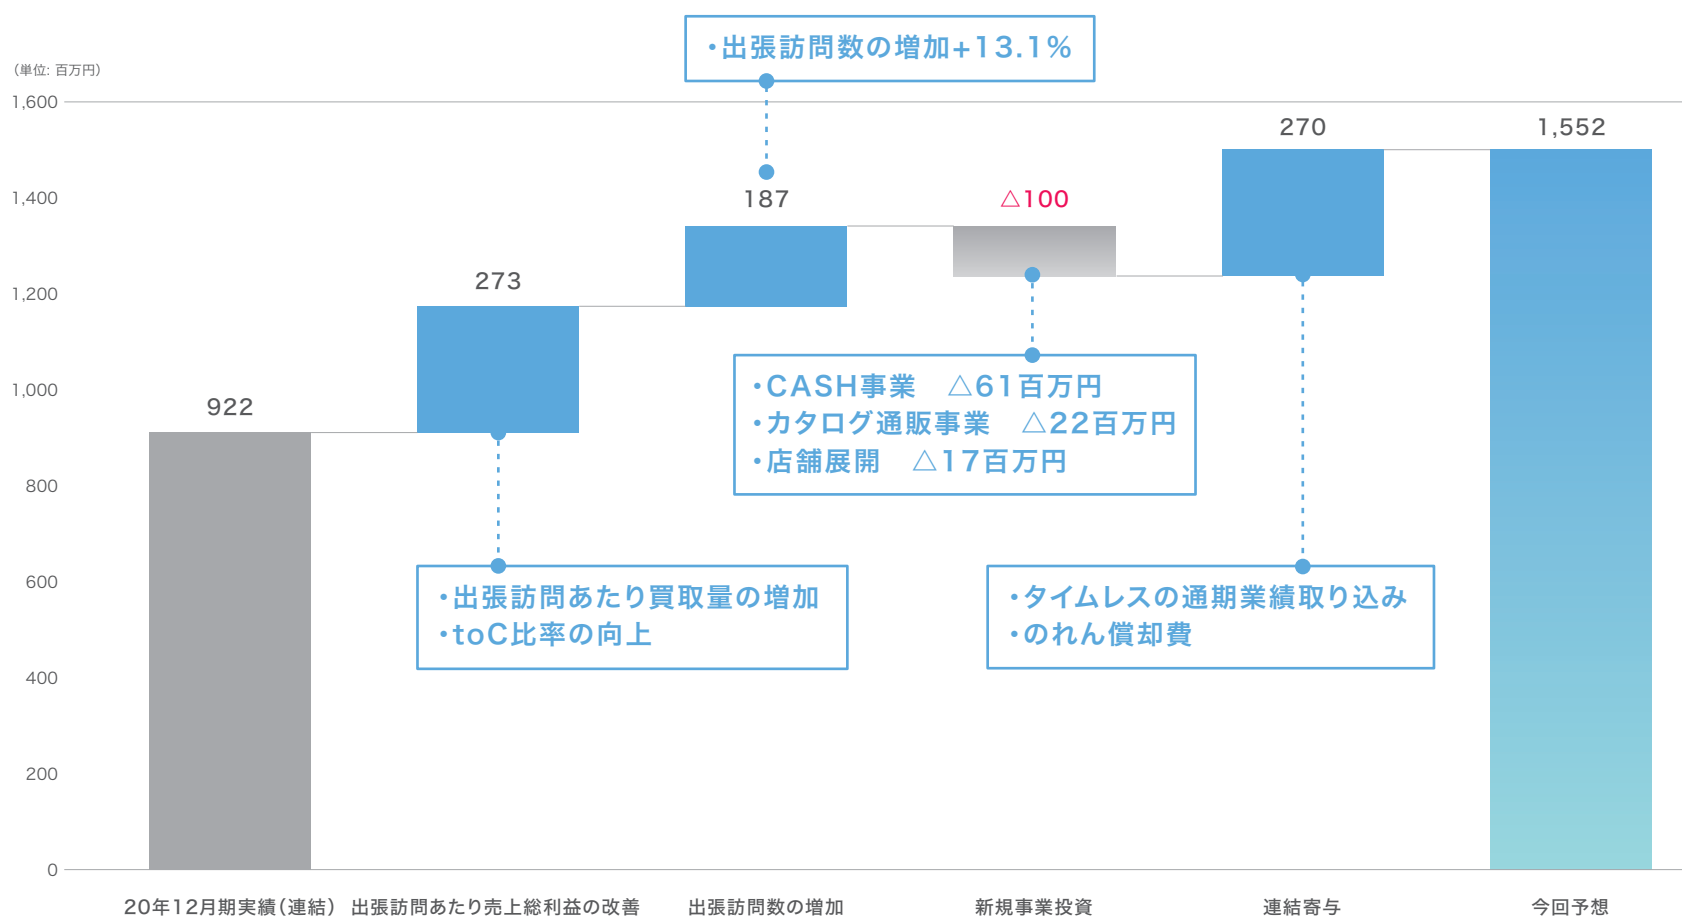 ・出張訪問数の増加+13.1%
(単位: 百万円)
1,600
1,400
1,200
1,000
800
600
400
200
0
922
273
187
△100
270
1,552
・CASH事業　△61百万円
・カタログ通販事業　△22百万円
・店舗展開　△17百万円
・出張訪問あたり買取量の増加
・toC比率の向上
・タイムレスの通期業績取り込み
・のれん償却費
20年12月期実績(連結)
出張訪問あたり売上総利益の改善
出張訪問数の増加
新規事業投資
連結寄与
今回予想